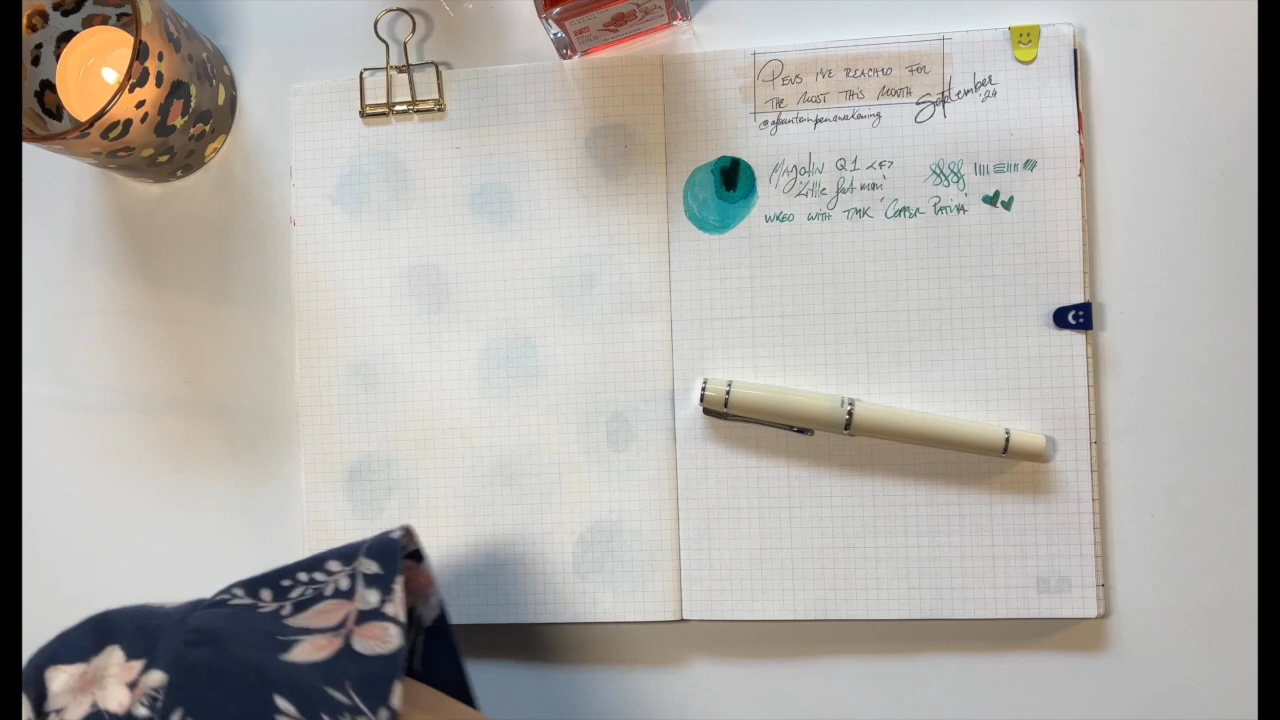 PENS I'VE REACHED FOR
THE MOST THIS MONTH
September
'24
@afountainpenawakening
MAJOHN Q1 <F>
'Little fat man'
INKED WITH TMK 'COPPER PATINA'